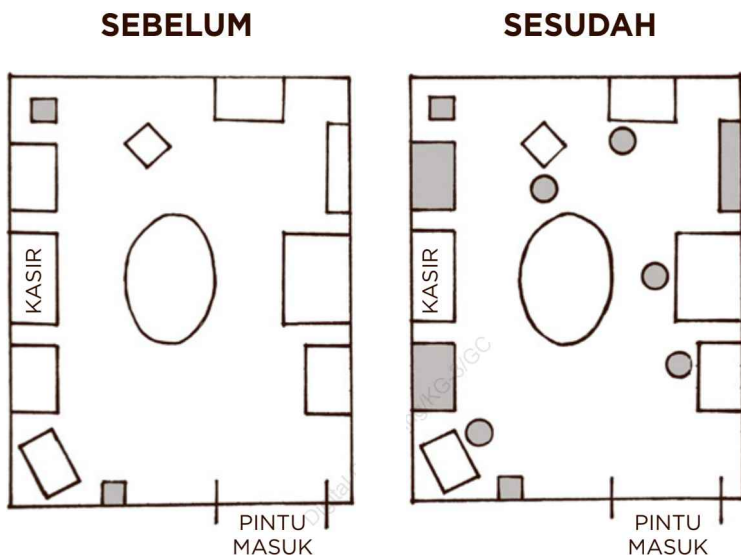 SEBELUM
SESUDAH
KASIR
KASIR
PINTU
MASUK
PINTU
MASUK